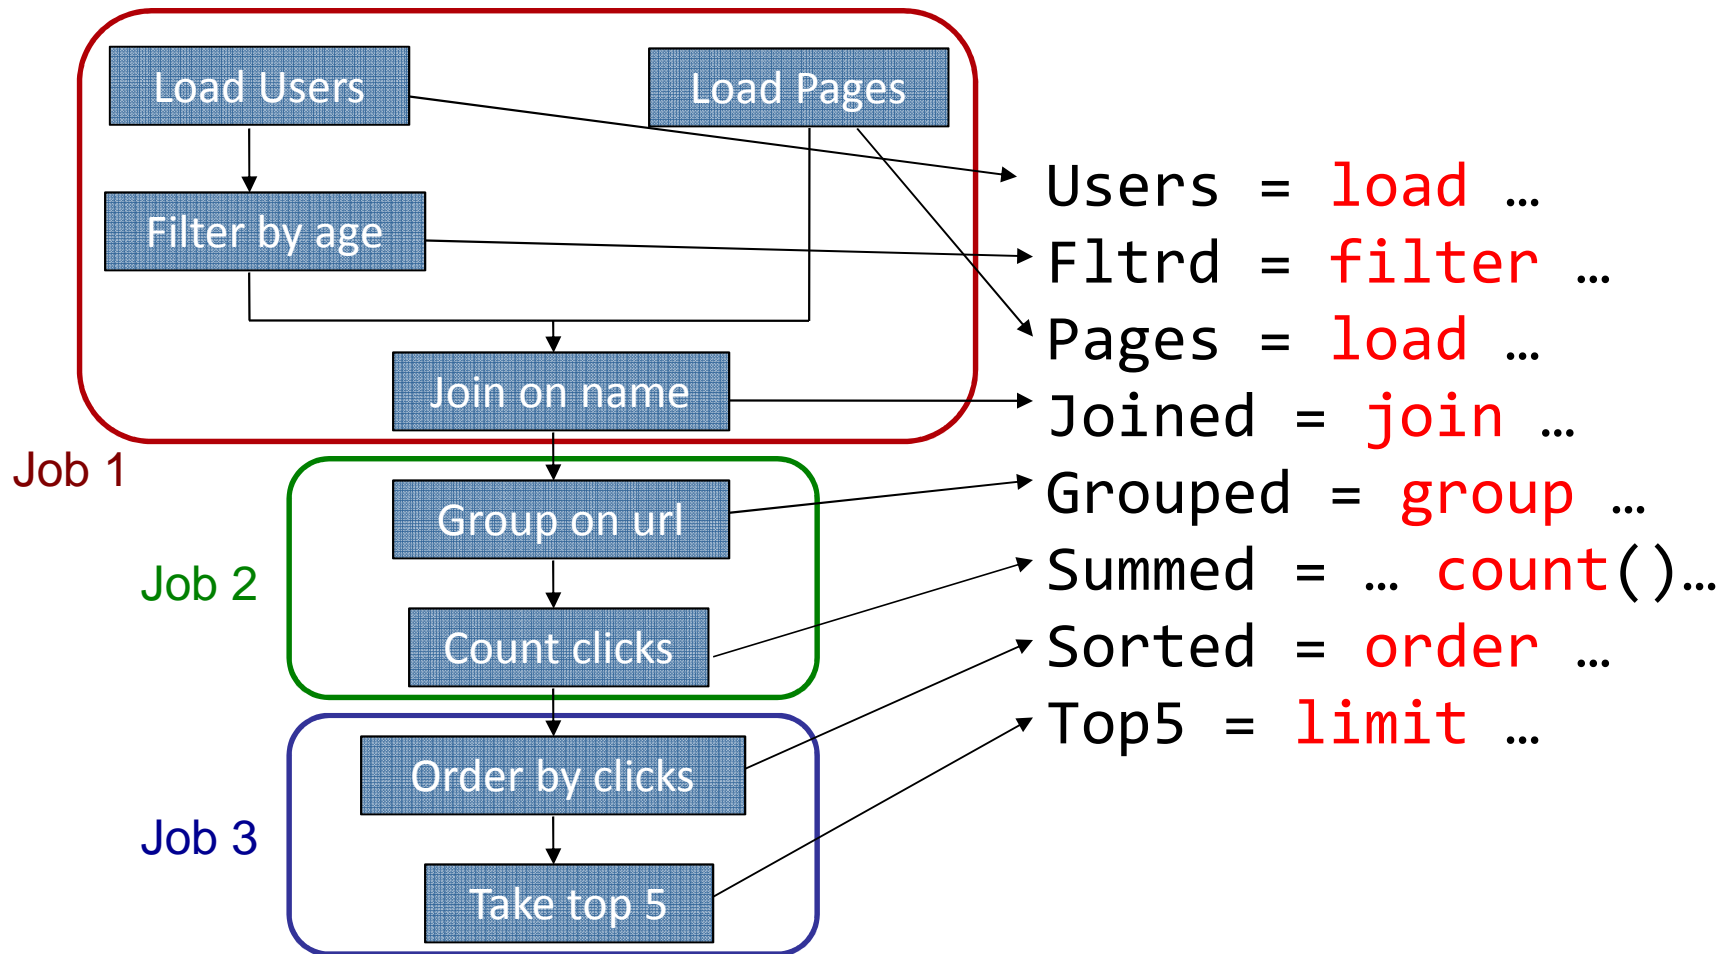 Load Users
Load Pages
Filter by age
Join on name
Job 1
Group on url
Job 2
Count clicks
Order by clicks
Job 3
Take top 5
Users = load …
Fltrd = filter …
Pages = load …
Joined = join …
Grouped = group …
Summed = … count()…
Sorted = order …
Top5 = limit …